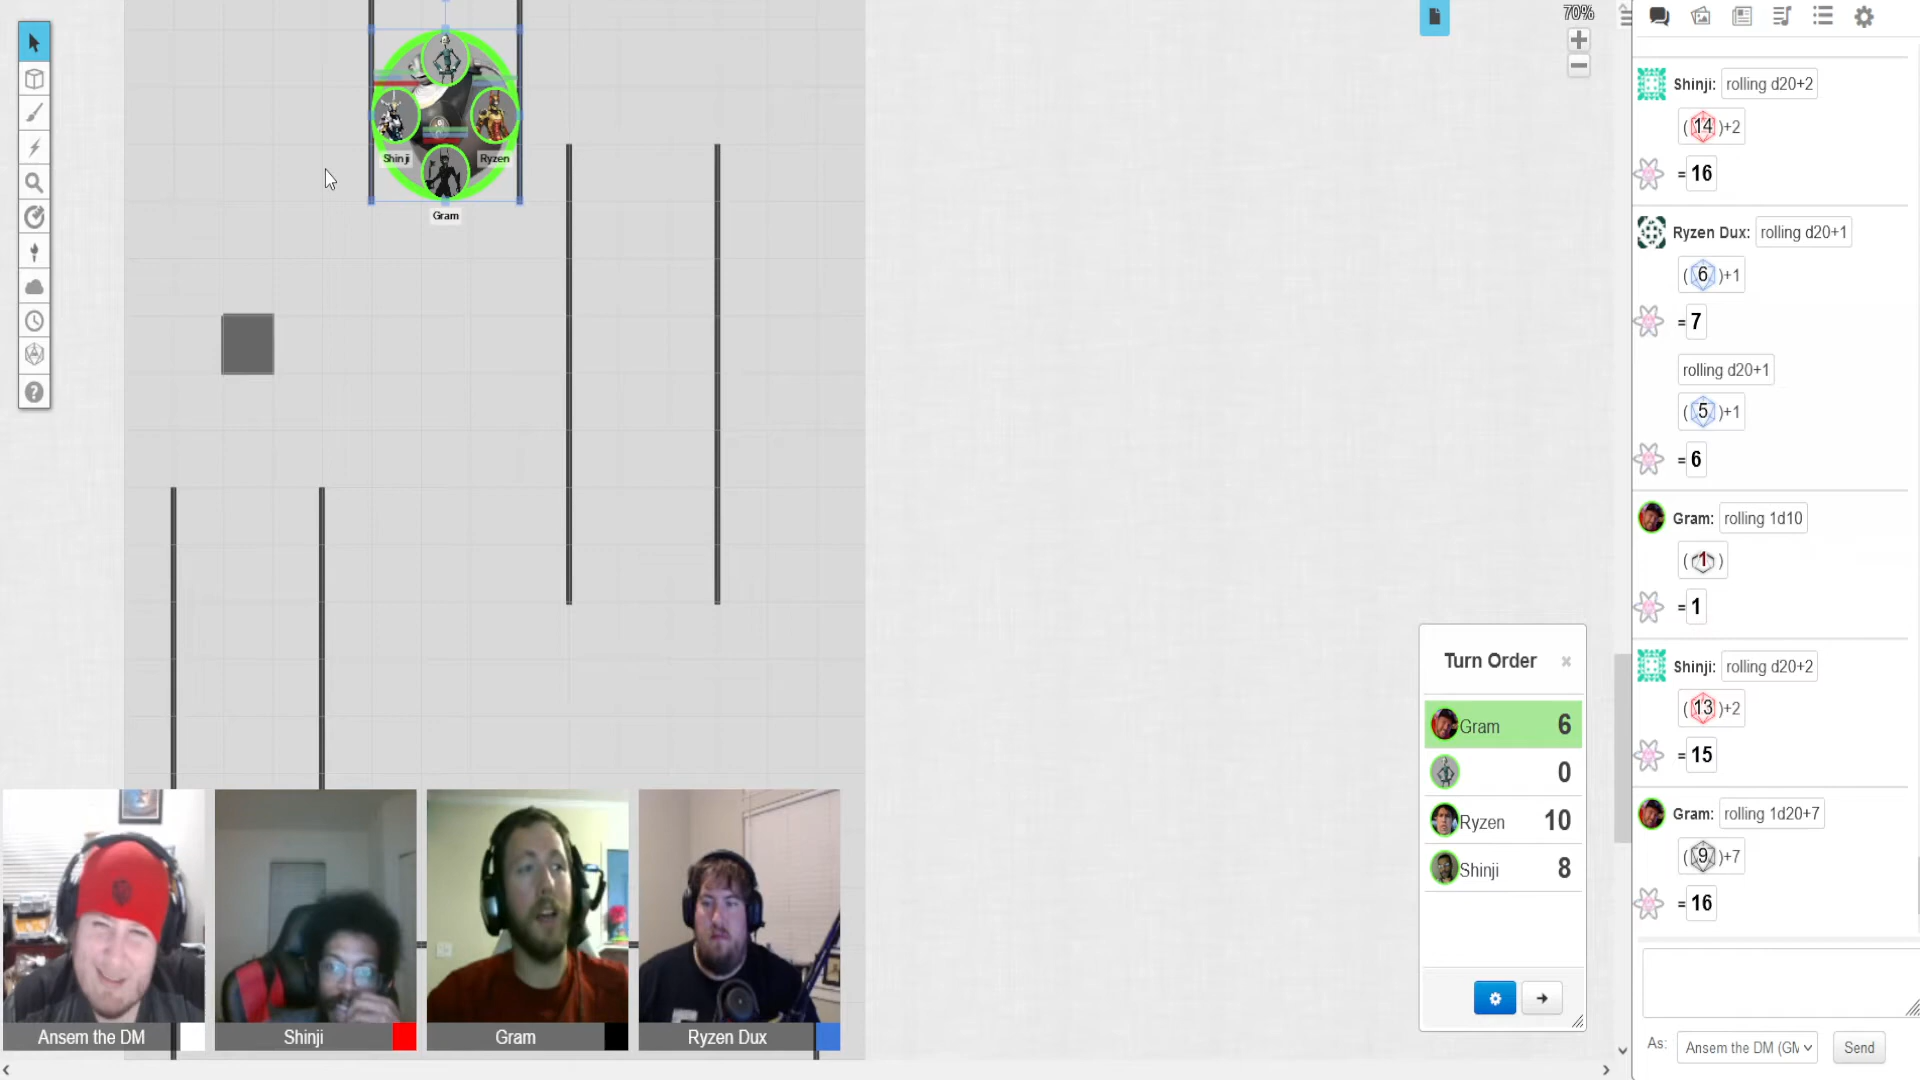 70%
Shinji
Ryzen
Gram
Shinji: rolling d20+2
(14)+2
=16
Ryzen Dux: rolling d20+1
(6)+1
=7
rolling d20+1
(5)+1
=6
Gram: rolling 1d10
(1)
=1
Shinji: rolling d20+2
(13)+2
=15
Gram: rolling 1d20+7
(9)+7
=16
Turn Order ×
Gram 6
0
Ryzen 10
Shinji 8
Ansem the DM
Shinji
Gram
Ryzen Dux
As: Ansem the DM (GM
Send